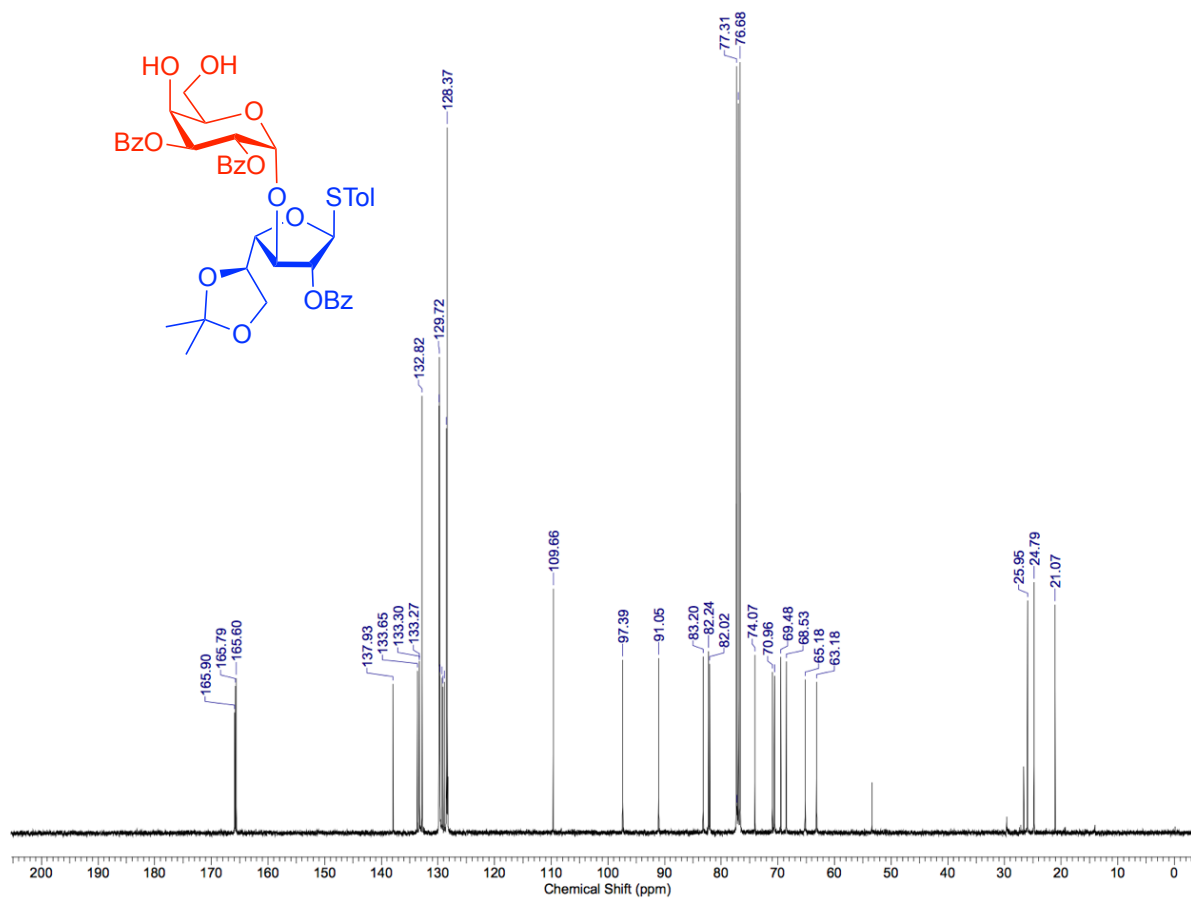 HO
OH
O
BzO
BzO
O
STol
O
O
OBz
O
77.31
76.68
128.37
129.72
132.82
109.66
137.93
133.65
133.30
133.27
165.90
165.79
165.60
97.39
91.05
83.20
82.24
82.02
74.07
70.96
69.48
68.53
65.18
63.18
25.95
24.79
21.07
200 190 180 170 160 150 140 130 120 110 100 90 80 70 60 50 40 30 20 10 0
Chemical Shift (ppm)